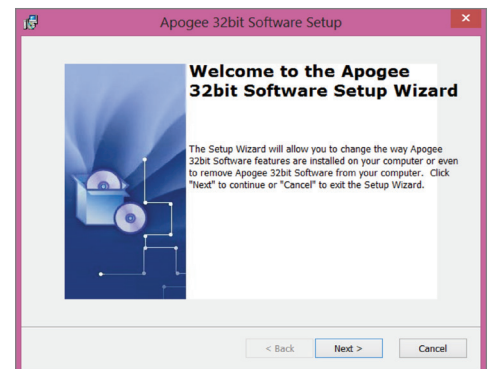 Apogee 32bit Software Setup
Welcome to the Apogee
32bit Software Setup Wizard
The Setup Wizard will allow you to change the way Apogee
32bit Software features are installed on your computer or even
to remove Apogee 32bit Software from your computer. Click
"Next" to continue or "Cancel" to exit the Setup Wizard.
< Back Next > Cancel